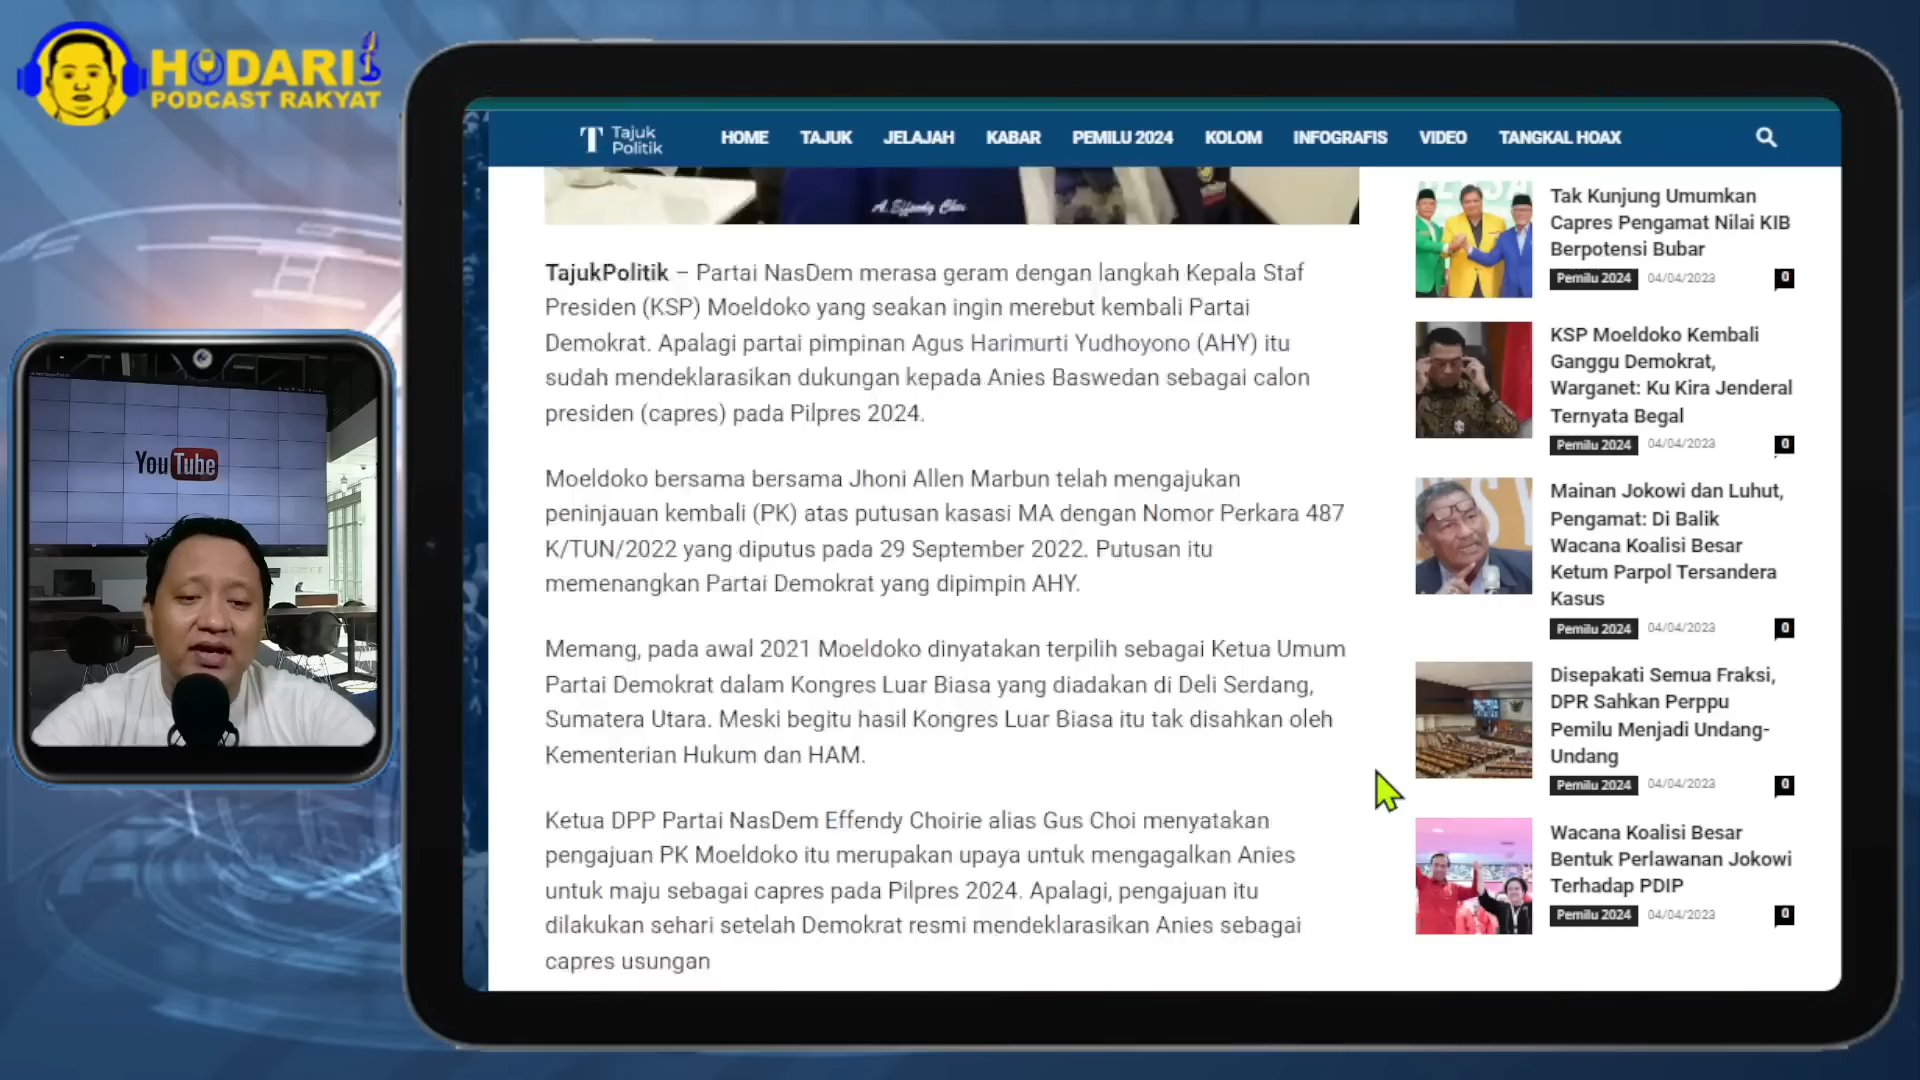 HODARI
PODCAST RAKYAT
YouTube
Tajuk
Politik
HOME
TAJUK
JELAJAH
KABAR
PEMILU 2024
KOLOM
INFOGRAFIS
VIDEO
TANGKAL HOAX
A.Effendy Choi
TajukPolitik – Partai NasDem merasa geram dengan langkah Kepala Staf
Presiden (KSP) Moeldoko yang seakan ingin merebut kembali Partai
Demokrat. Apalagi partai pimpinan Agus Harimurti Yudhoyono (AHY) itu
sudah mendeklarasikan dukungan kepada Anies Baswedan sebagai calon
presiden (capres) pada Pilpres 2024.
Moeldoko bersama bersama Jhoni Allen Marbun telah mengajukan
peninjauan kembali (PK) atas putusan kasasi MA dengan Nomor Perkara 487
K/TUN/2022 yang diputus pada 29 September 2022. Putusan itu
memenangkan Partai Demokrat yang dipimpin AHY.
Memang, pada awal 2021 Moeldoko dinyatakan terpilih sebagai Ketua Umum
Partai Demokrat dalam Kongres Luar Biasa yang diadakan di Deli Serdang,
Sumatera Utara. Meski begitu hasil Kongres Luar Biasa itu tak disahkan oleh
Kementerian Hukum dan HAM.
Ketua DPP Partai NasDem Effendy Choirie alias Gus Choi menyatakan
pengajuan PK Moeldoko itu merupakan upaya untuk mengagalkan Anies
untuk maju sebagai capres pada Pilpres 2024. Apalagi, pengajuan itu
dilakukan sehari setelah Demokrat resmi mendeklarasikan Anies sebagai
capres usungan
Tak Kunjung Umumkan
Capres Pengamat Nilai KIB
Berpotensi Bubar
Pemilu 2024 04/04/2023 0
KSP Moeldoko Kembali
Ganggu Demokrat,
Warganet: Ku Kira Jenderal
Ternyata Begal
Pemilu 2024 04/04/2023 0
Mainan Jokowi dan Luhut,
Pengamat: Di Balik
Wacana Koalisi Besar
Ketum Parpol Tersandera
Kasus
Pemilu 2024 04/04/2023 0
Disepakati Semua Fraksi,
DPR Sahkan Perppu
Pemilu Menjadi Undang-
Undang
Pemilu 2024 04/04/2023 0
Wacana Koalisi Besar
Bentuk Perlawanan Jokowi
Terhadap PDIP
Pemilu 2024 04/04/2023 0